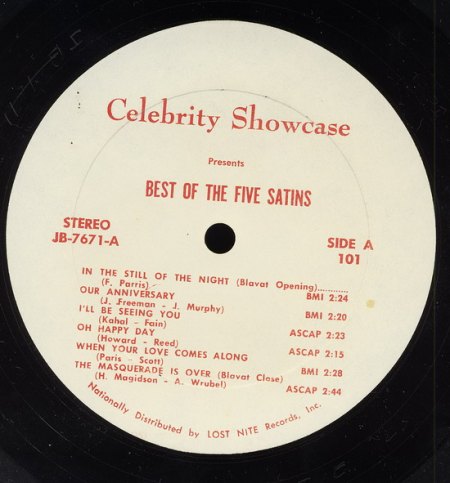 Celebrity Showcase
Presents
BEST OF THE FIVE SATINS
STEREO
JB-7671-A
SIDE A
101
IN THE STILL OF THE NIGHT (Blavat Opening)............
(F. Parris) BMI 2:24
OUR ANNIVERSARY
(J. Freeman - J. Murphy) BMI 2:20
I'LL BE SEEING YOU
(Kahal - Fain) ASCAP 2:23
OH HAPPY DAY
(Howard - Reed) ASCAP 2:15
WHEN YOUR LOVE COMES ALONG
(Paris - Scott) BMI 2:28
THE MASQUERADE IS OVER (Blavat Close)
(H. Magidson - A. Wrubel) ASCAP 2:44
Nationally Distributed by LOST NITE Records, Inc.